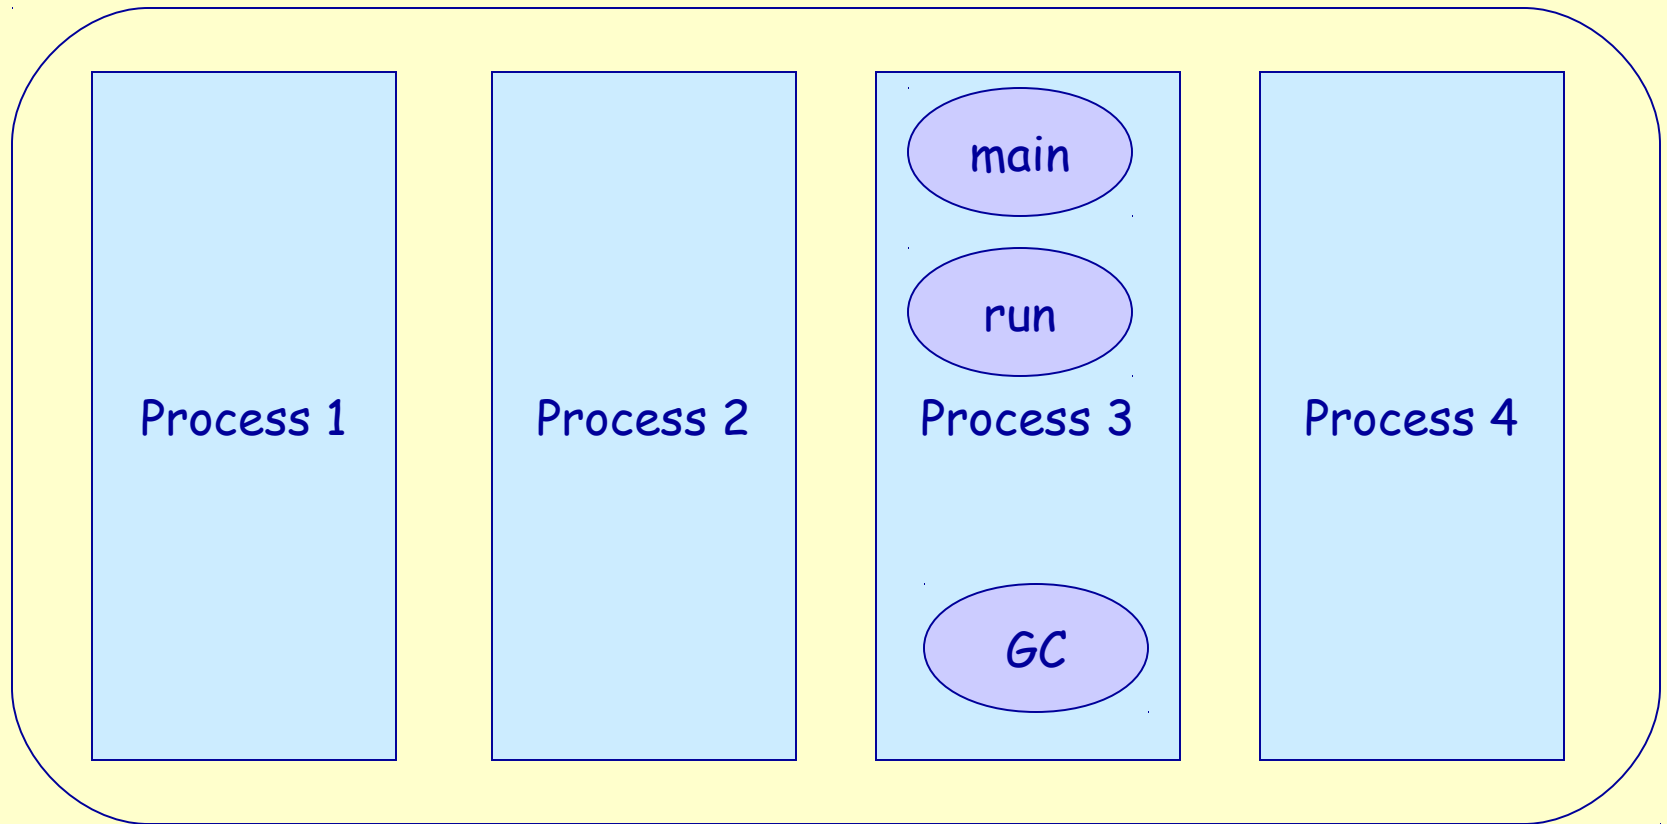 main
run
Process 1
Process 2
Process 3
Process 4
GC